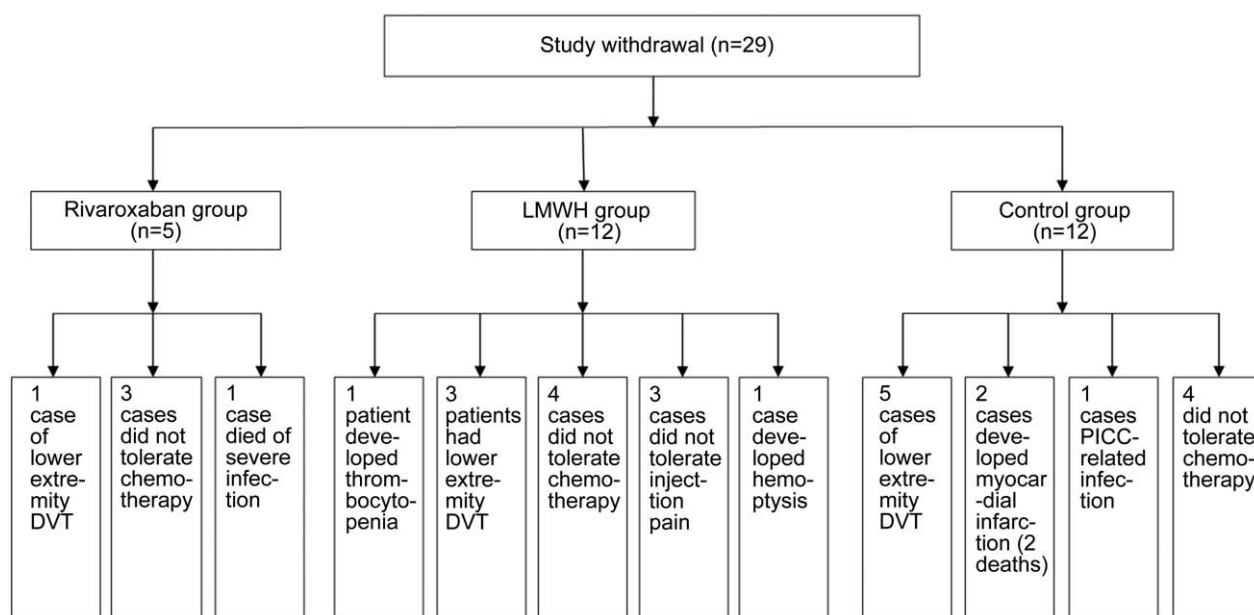 Study withdrawal (n=29)
Rivaroxaban group
(n=5)
LMWH group
(n=12)
Control group
(n=12)
1
case
of
lower
extre-
mity
DVT
3
cases
did not
tolerate
chemo-
therapy
1
case
died of
severe
infec-
tion
1
patient
deve-
loped
throm-
bocyto-
penia
3
patients
had
lower
extre-
mity
DVT
4
cases
did not
tolerate
chemo-
therapy
3
cases
did not
tolerate
injec-
tion
pain
1
case
deve-
loped
hemo-
ptysis
5
cases
of
lower
extre-
mity
DVT
2
cases
deve-
loped
myocar-
-dial
infarc-
tion (2
deaths)
1
cases
PICC-
related
infec-
tion
4
did not
tolerate
chemo-
therapy